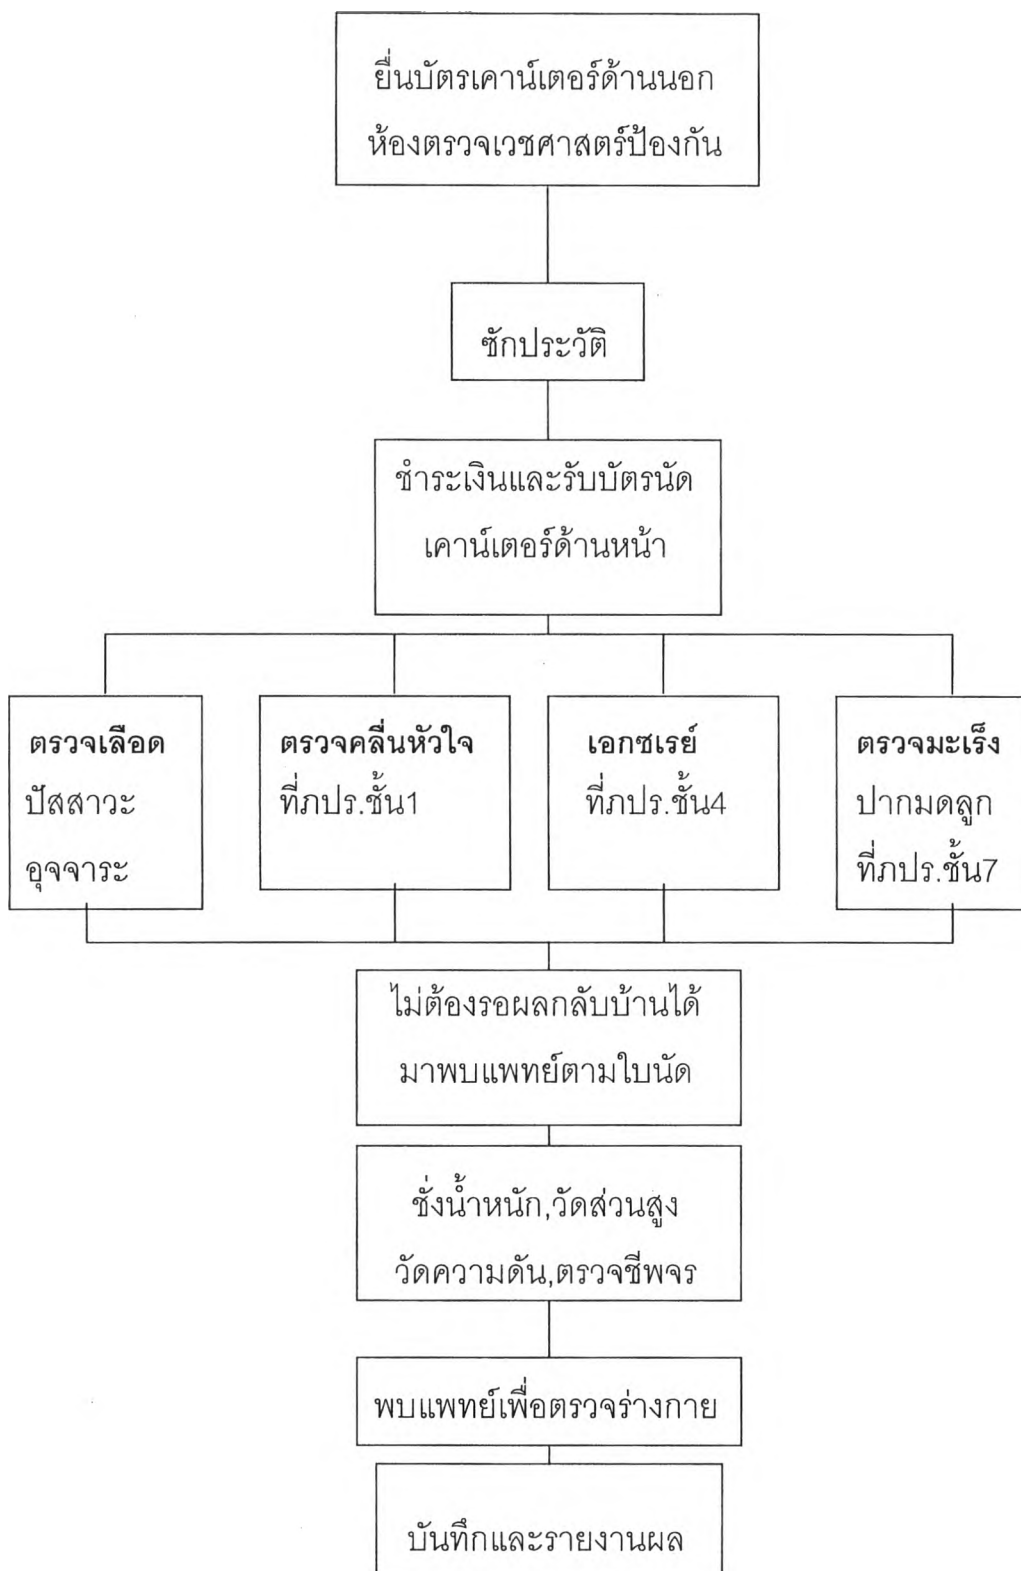 ยื่นบัตรเคาน์เตอร์ด้านนอก
ห้องตรวจเวชศาสตร์ป้องกัน
ซักประวัติ
ชำระเงินและรับบัตรนัด
เคาน์เตอร์ด้านหน้า
ตรวจเลือด
ปัสสาวะ
อุจจาระ
ตรวจคลื่นหัวใจ
ที่ภปร.ชั้น1
เอกซเรย์
ที่ภปร.ชั้น4
ตรวจมะเร็ง
ปากมดลูก
ที่ภปร.ชั้น7
ไม่ต้องรอผลกลับบ้านได้
มาพบแพทย์ตามใบนัด
ชั่งน้ำหนัก,วัดส่วนสูง
วัดความดัน,ตรวจชีพจร
พบแพทย์เพื่อตรวจร่างกาย
บันทึกและรายงานผล